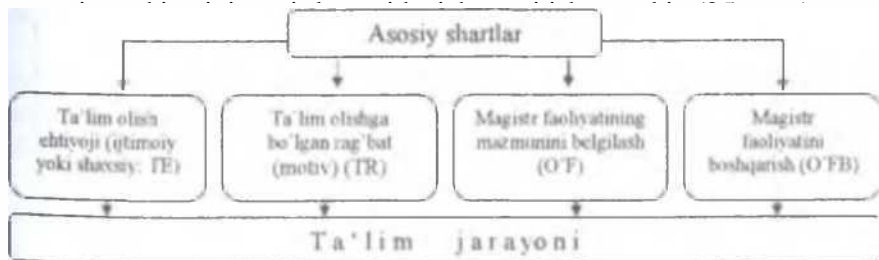 Asosiy shartlar
Ta'lim olish
ehtiyoji (ijtimoiy
yoki shaxsiy: TE)
Ta'lim olishga
bo'lgan rag'bat
(motiv) (TR)
Magistr faoliyatining
mazmunini belgilash
(O'F)
Magistr
faoliyatini
boshqarish (O'FB)
Ta'lim jarayoni